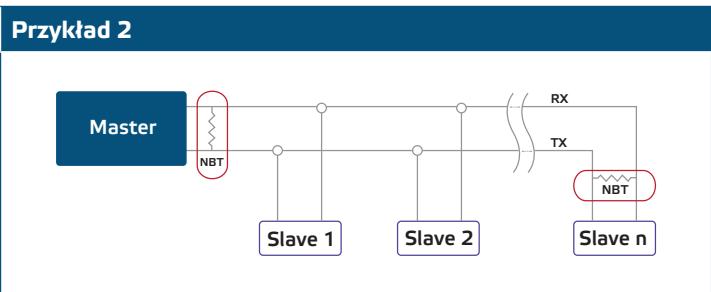 Przykład 2
RX
Master
TX
NBT
NBT
Slave 1
Slave 2
Slave n